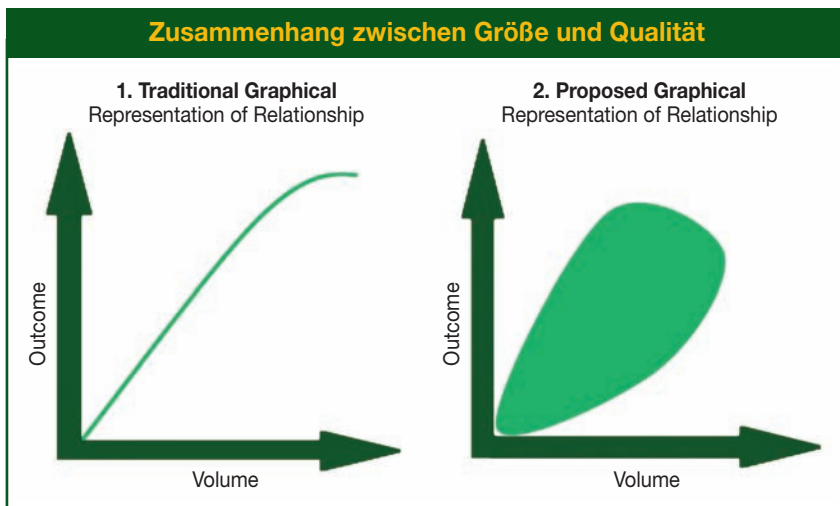 Zusammenhang zwischen Größe und Qualität
1. Traditional Graphical
Representation of Relationship
Outcome
Volume
2. Proposed Graphical
Representation of Relationship
Outcome
Volume